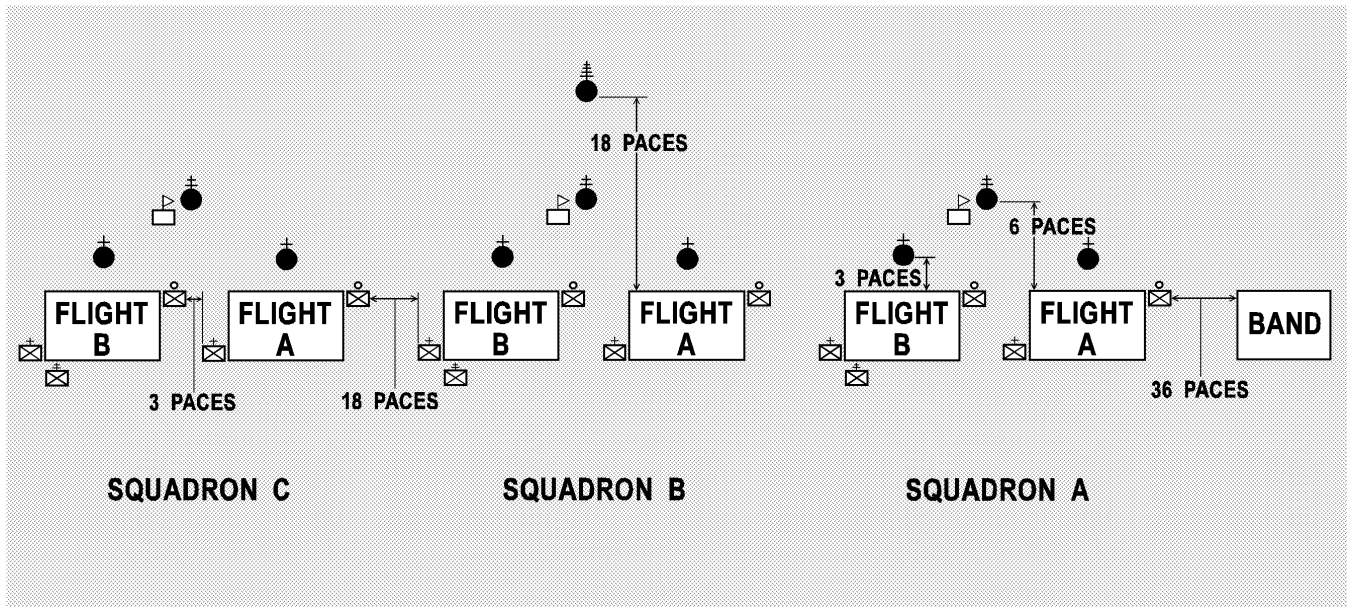 18 PACES
6 PACES
3 PACES
FLIGHT
B
FLIGHT
A
FLIGHT
B
FLIGHT
A
FLIGHT
B
FLIGHT
A
BAND
3 PACES
18 PACES
36 PACES
SQUADRON C
SQUADRON B
SQUADRON A